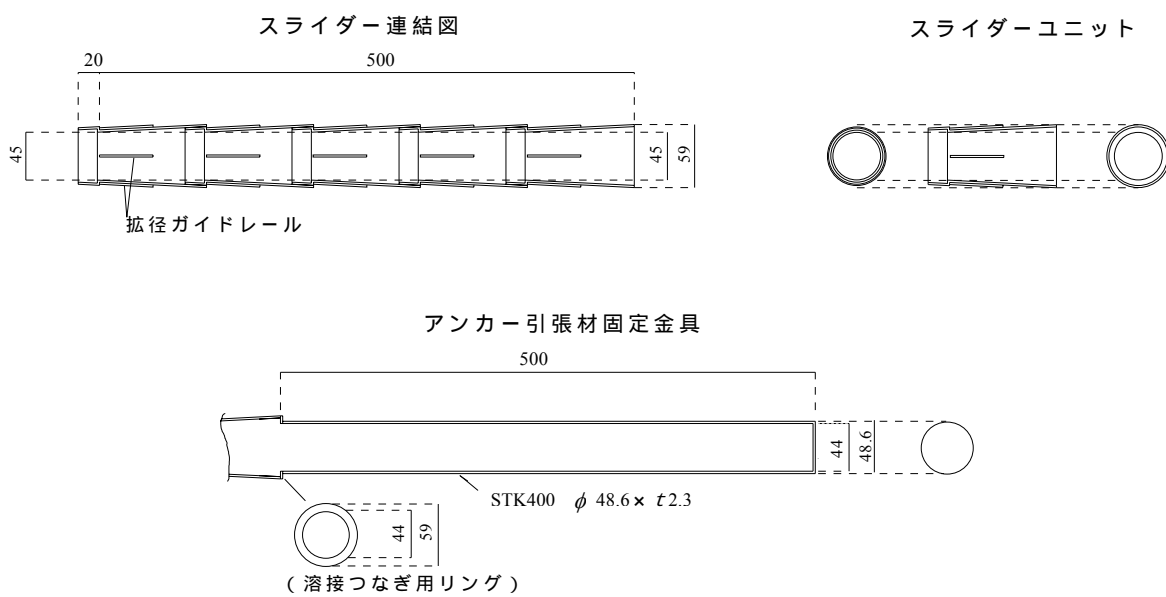 スライダー連結図
スライダーユニット
20
500
45
45
59
拡径ガイドレール
アンカー引張材固定金具
500
44
48.6
STK400 φ 48.6× t2.3
44
59
(溶接つなぎ用リング)